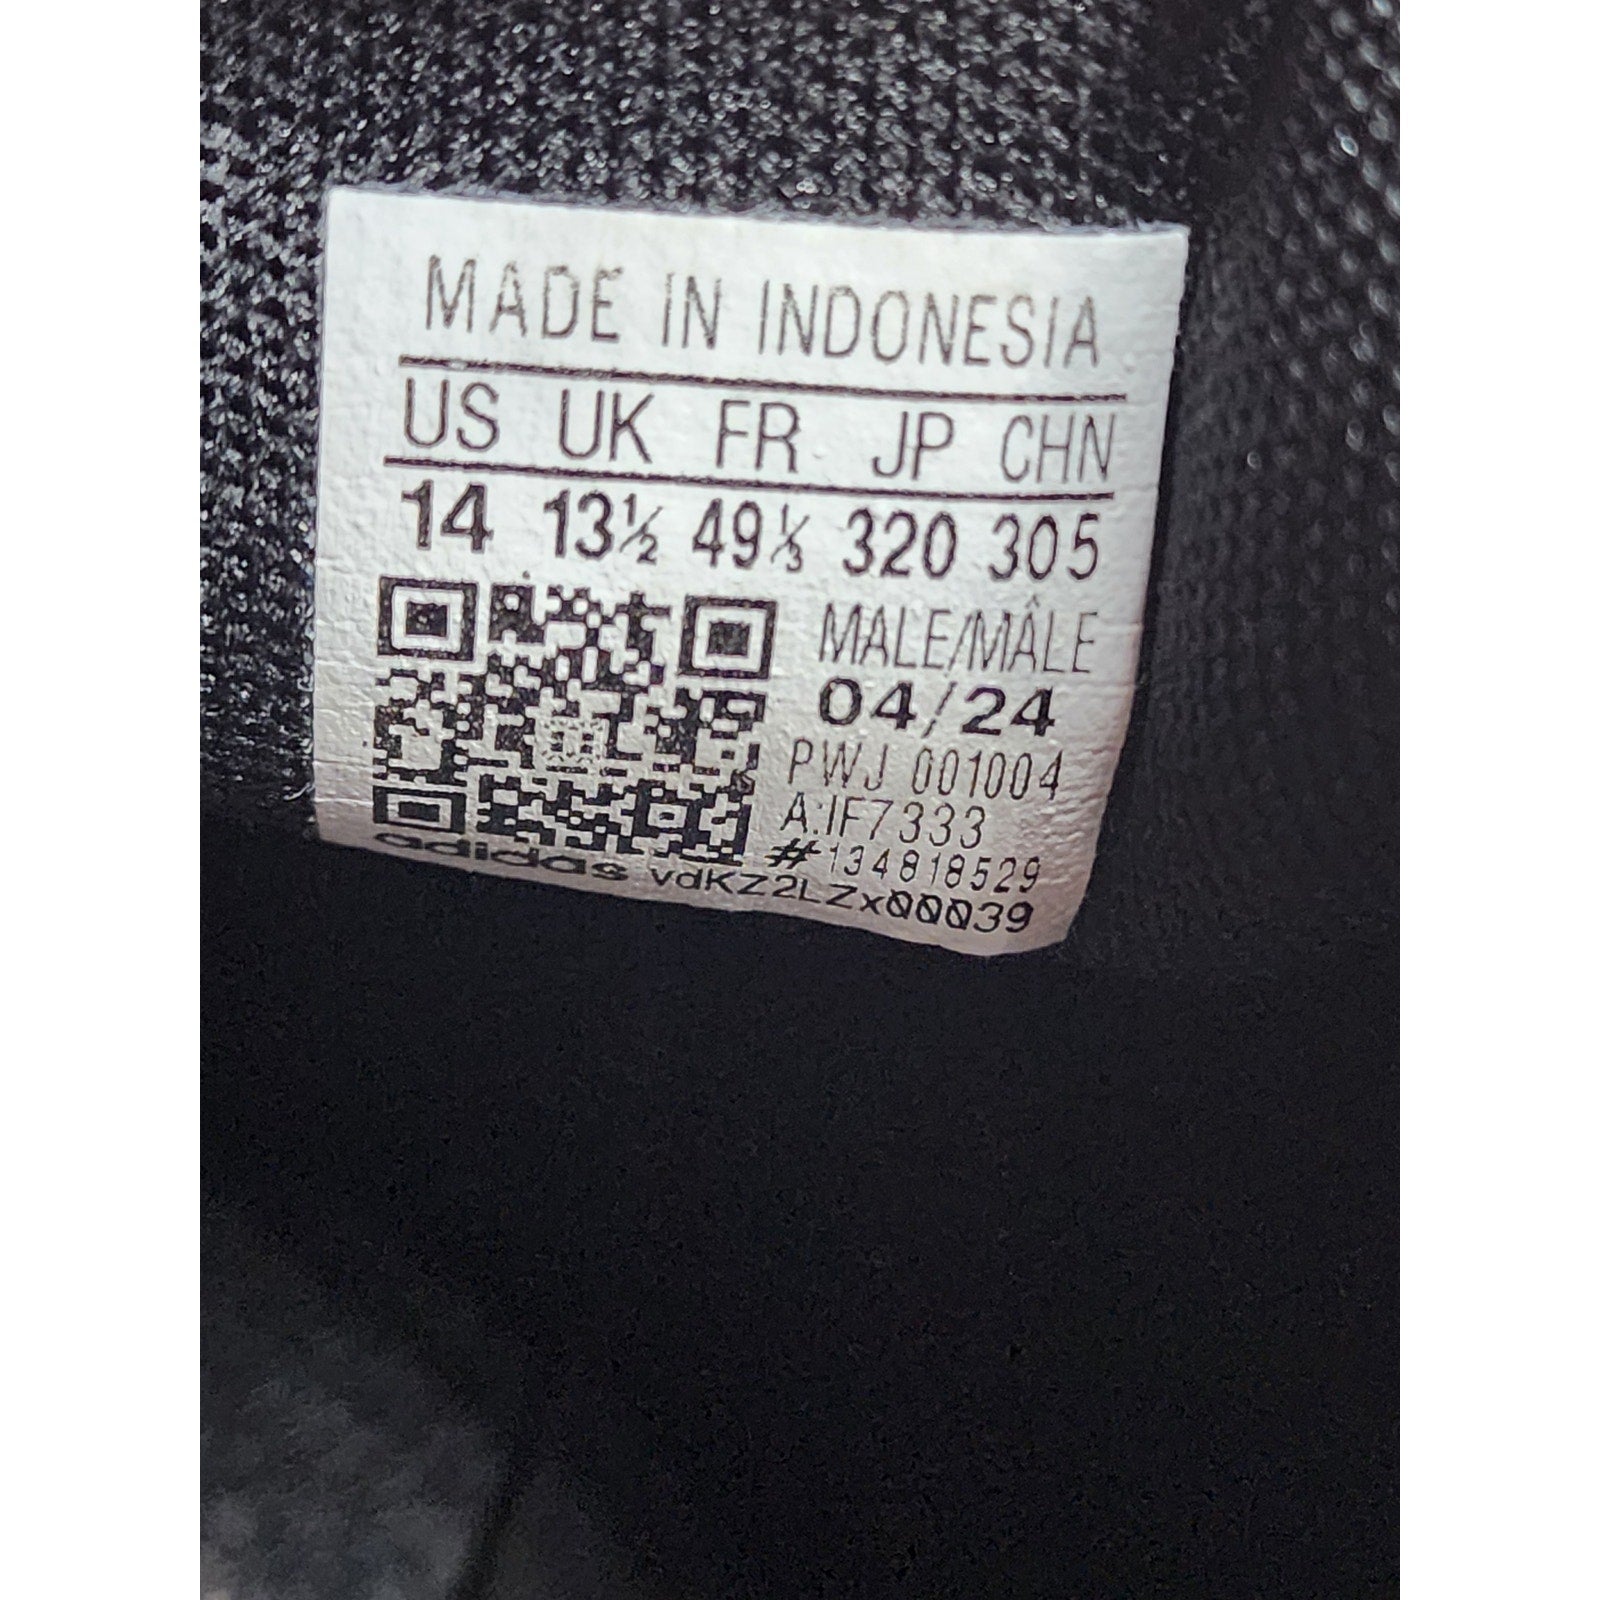 MADE IN INDONESIA
US UK FR JP CHN
14 13½ 49⅓ 320 305
MALE/MÂLE
04/24
PWJ 001004
A:IF7333
#134818529
adidas vdKZ2LZx00039